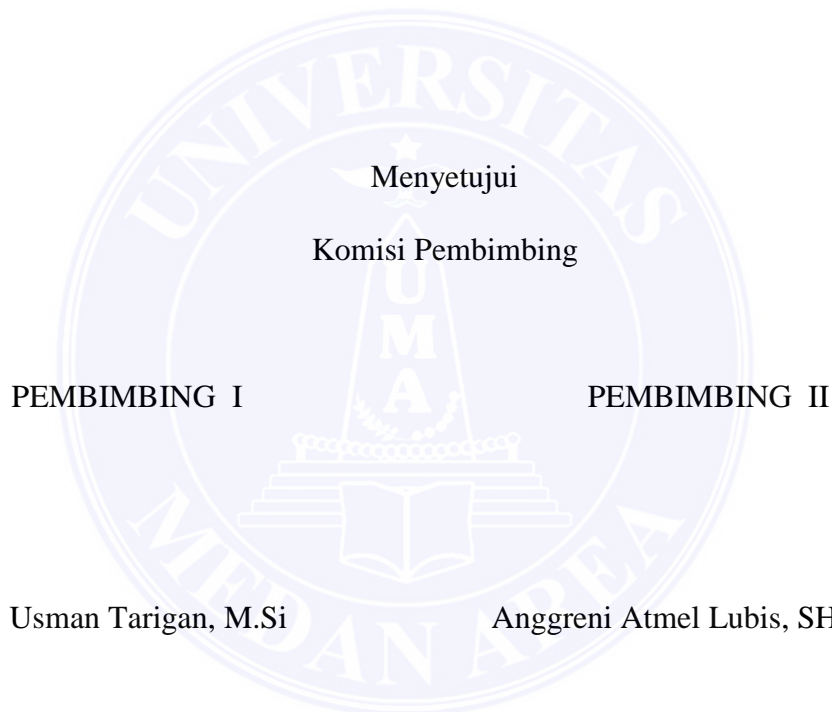 UNIVERSITAS
Menyetujui
Komisi Pembimbing
U
M
A
PEMBIMBING I PEMBIMBING II
Usman Tarigan, M.Si Anggreni Atmel Lubis, SH
MEDAN AREA